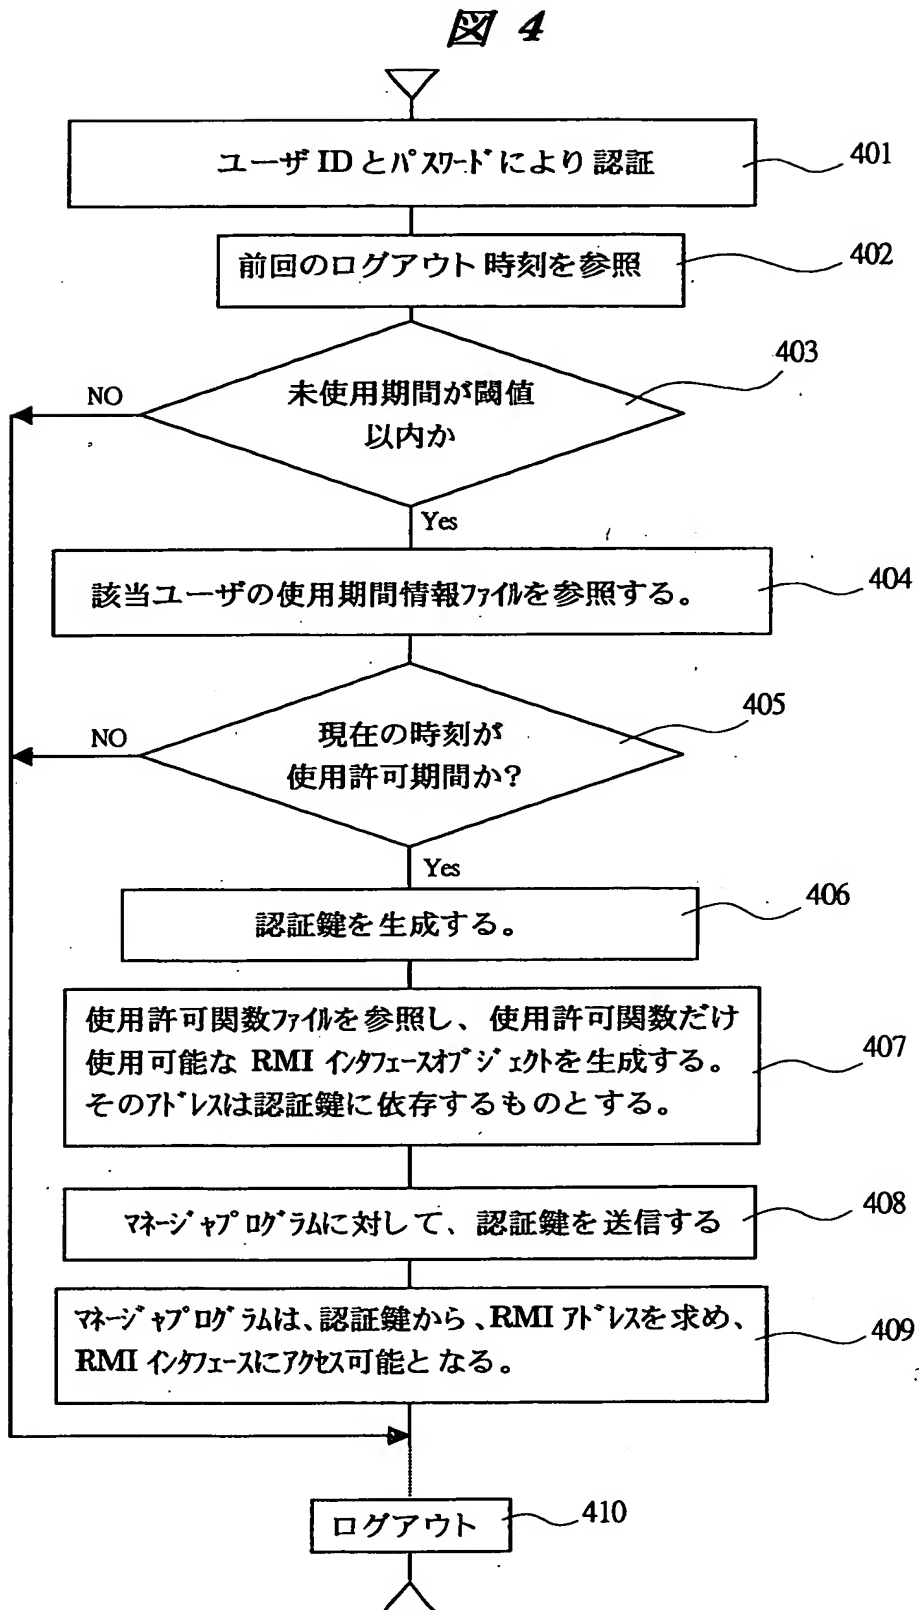 図 4
ユーザ IDとパスワードにより認証
401
前回のログアウト時刻を参照
402
403
未使用期間が閾値
以内か
NO
Yes
該当ユーザの使用期間情報ファイルを参照する。
404
405
現在の時刻が
使用許可期間か?
NO
Yes
認証鍵を生成する。
406
使用許可関数ファイルを参照し、使用許可関数だけ
使用可能な RMI インタフェースオブジェクトを生成する。
そのアドレスは認証鍵に依存するものとする。
407
マネージャプログラムに対して、認証鍵を送信する
408
マネージャプログラムは、認証鍵から、RMI アドレスを求め、
RMI インタフェースにアクセス可能となる。
409
ログアウト
410